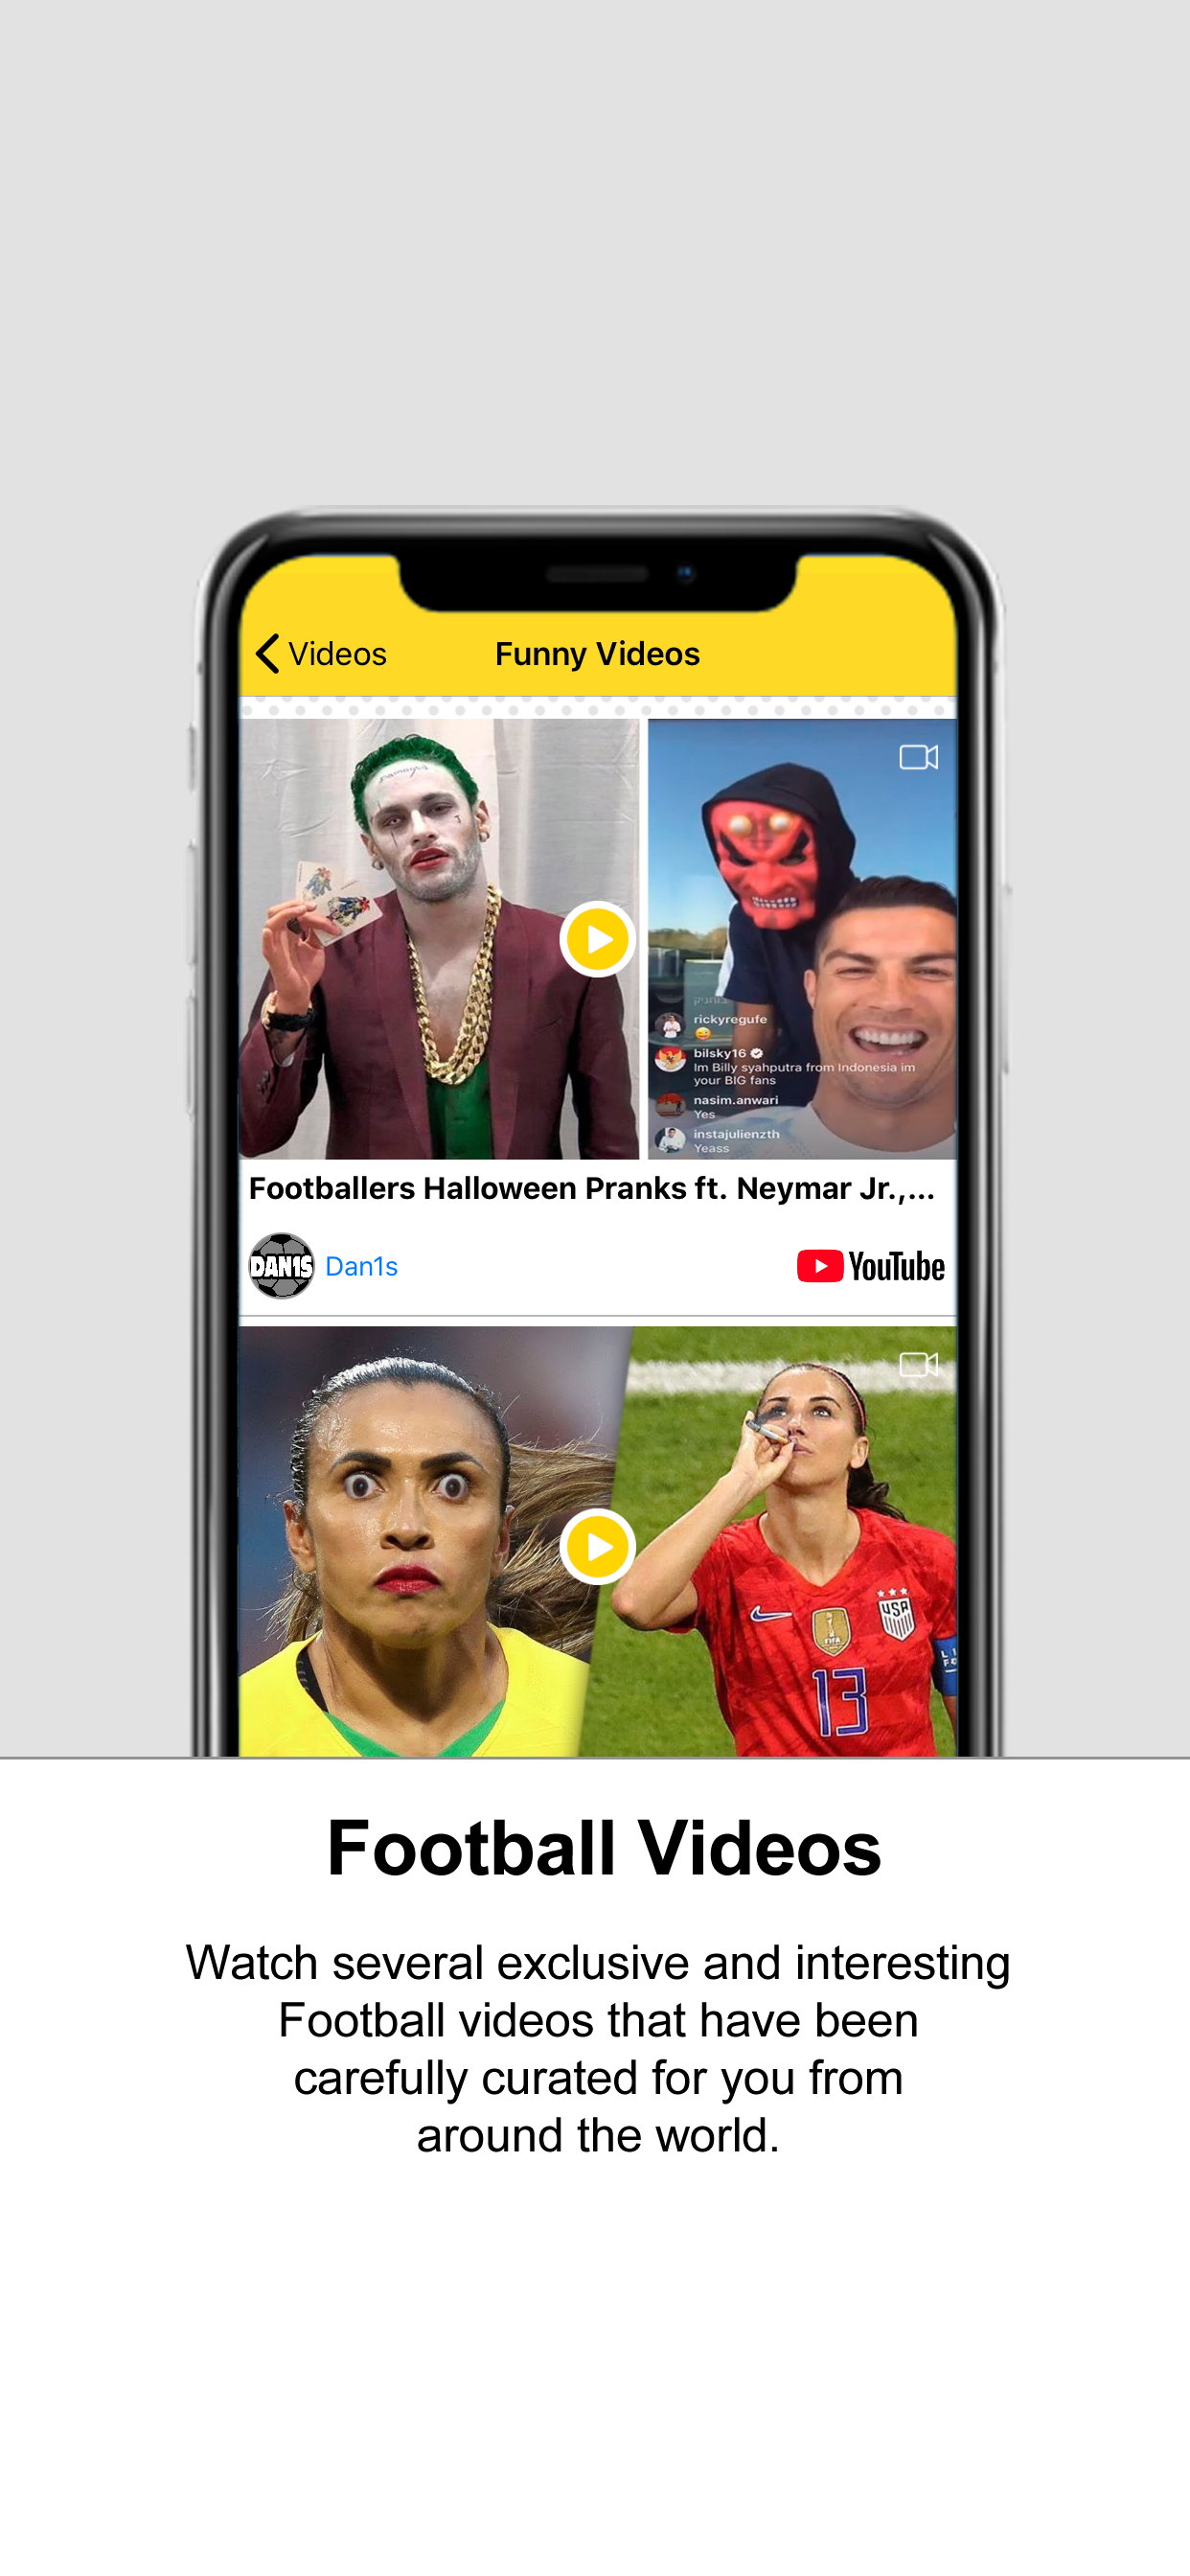 Videos
Funny Videos
rickyregufe
bilsky16
Im Billy syahputra from Indonesia im
your BIG fans
nasim.anwari
Yes
instajulienzth
Yeass
Footballers Halloween Pranks ft. Neymar Jr.,...
DAN1S
Dan1s
YouTube
USA
FIFA
13
Football Videos
Watch several exclusive and interesting
Football videos that have been
carefully curated for you from
around the world.